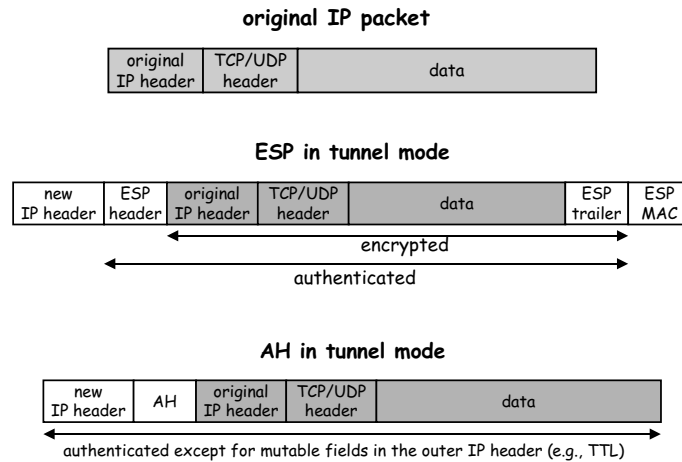 original IP packet
original TCP/UDP data
IP header header
ESP in tunnel mode
new ESP original TCP/UDP data ESP ESP
IP header header IP header header trailer MAC
encrypted
authenticated
AH in tunnel mode
new AH original TCP/UDP data
IP header IP header header
authenticated except for mutable fields in the outer IP header (e.g., TTL)